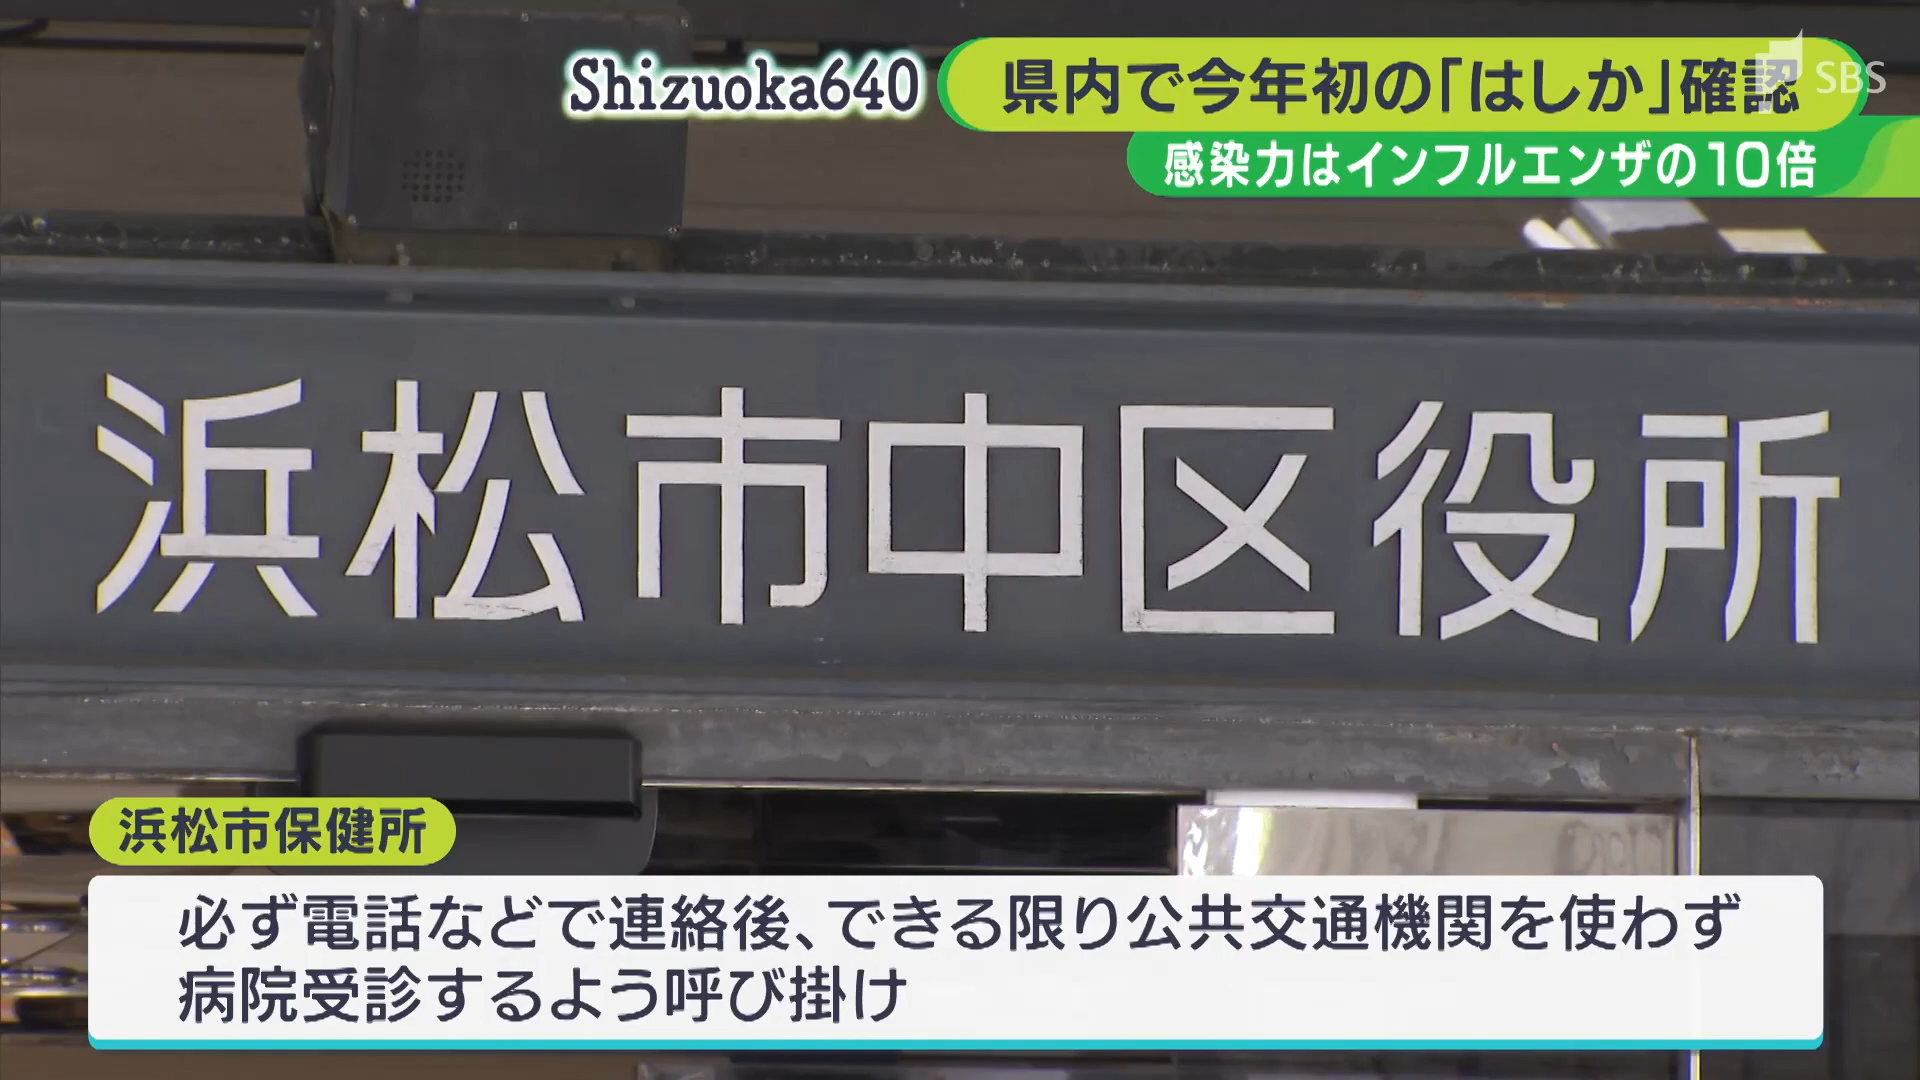 Shizuoka640
県内で今年初の「はしか」確認
SBS
感染力はインフルエンザの10倍
浜松市中区役所
浜松市保健所
必ず電話などで連絡後、できる限り公共交通機関を使わず
病院受診するよう呼び掛け